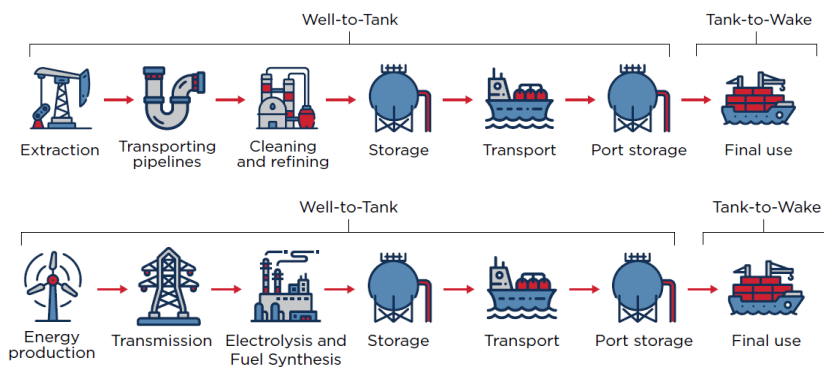 Well-to-Tank
Tank-to-Wake
Extraction
Transporting
pipelines
Cleaning
and refining
Storage
Transport
Port storage
Final use
Well-to-Tank
Tank-to-Wake
Energy
production
Transmission
Electrolysis and
Fuel Synthesis
Storage
Transport
Port storage
Final use